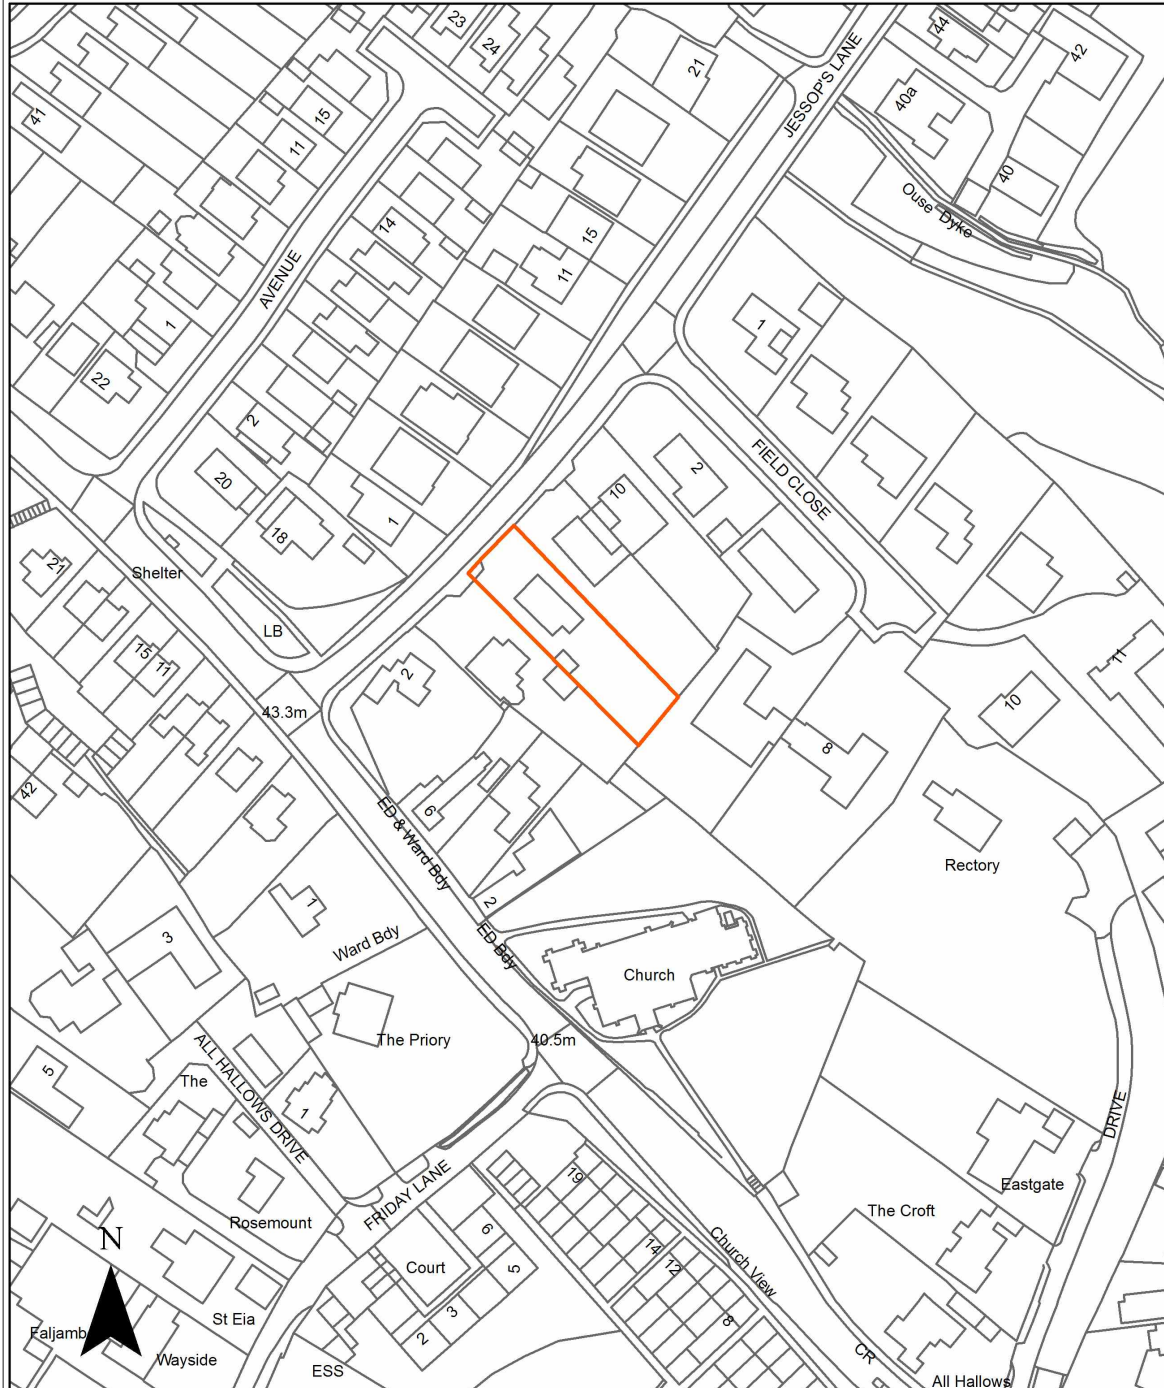 23
24
44
42
21
JESSOP'S LANE
40a
41
15
11
40
Ouse Dyke
14
15
11
AVENUE
1
1
22
2
2
FIELD CLOSE
20
10
1
18
21
Shelter
LB
15
11
2
11
10
43.3m
8
42
6
ED & Ward Bdy
Rectory
1
2
3
Ward Bdy
ED Bdy
Church
The Priory
40.5m
5
The
ALL HALLOWS DRIVE
1
DRIVE
FRIDAY LANE
19
Eastgate
The Croft
Rosemount
N
6
14
12
Church View
Court
5
3
8
St Eia
2
Faljamb
Wayside
ESS
CR
All Hallows